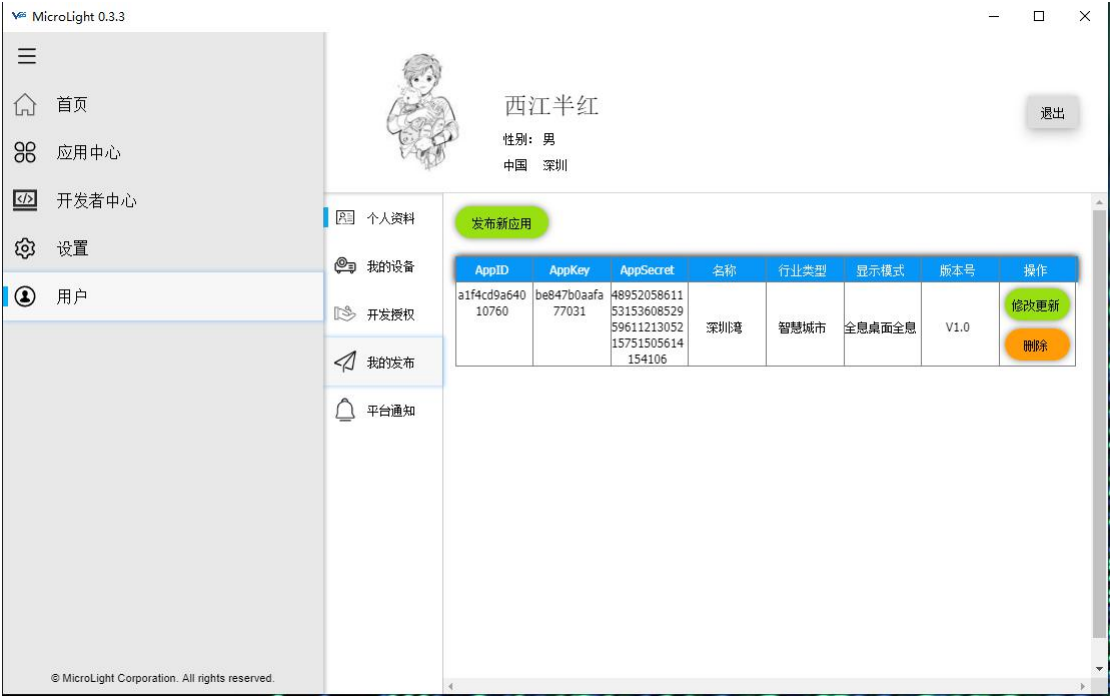 MicroLight 0.3.3
首页
应用中心
开发者中心
设置
用户
© MicroLight Corporation. All rights reserved.
西江半红
性别: 男
中国 深圳
退出
个人资料
我的设备
开发授权
我的发布
平台通知
发布新应用
AppID AppKey AppSecret 名称 行业类型 显示模式 版本号 操作
a1f4cd9a640 be847b0aafa 48952058611
10760 77031 53153608529
59611213052
15751505614
154106
深圳湾 智慧城市 全息桌面全息 V1.0
修改更新
删除